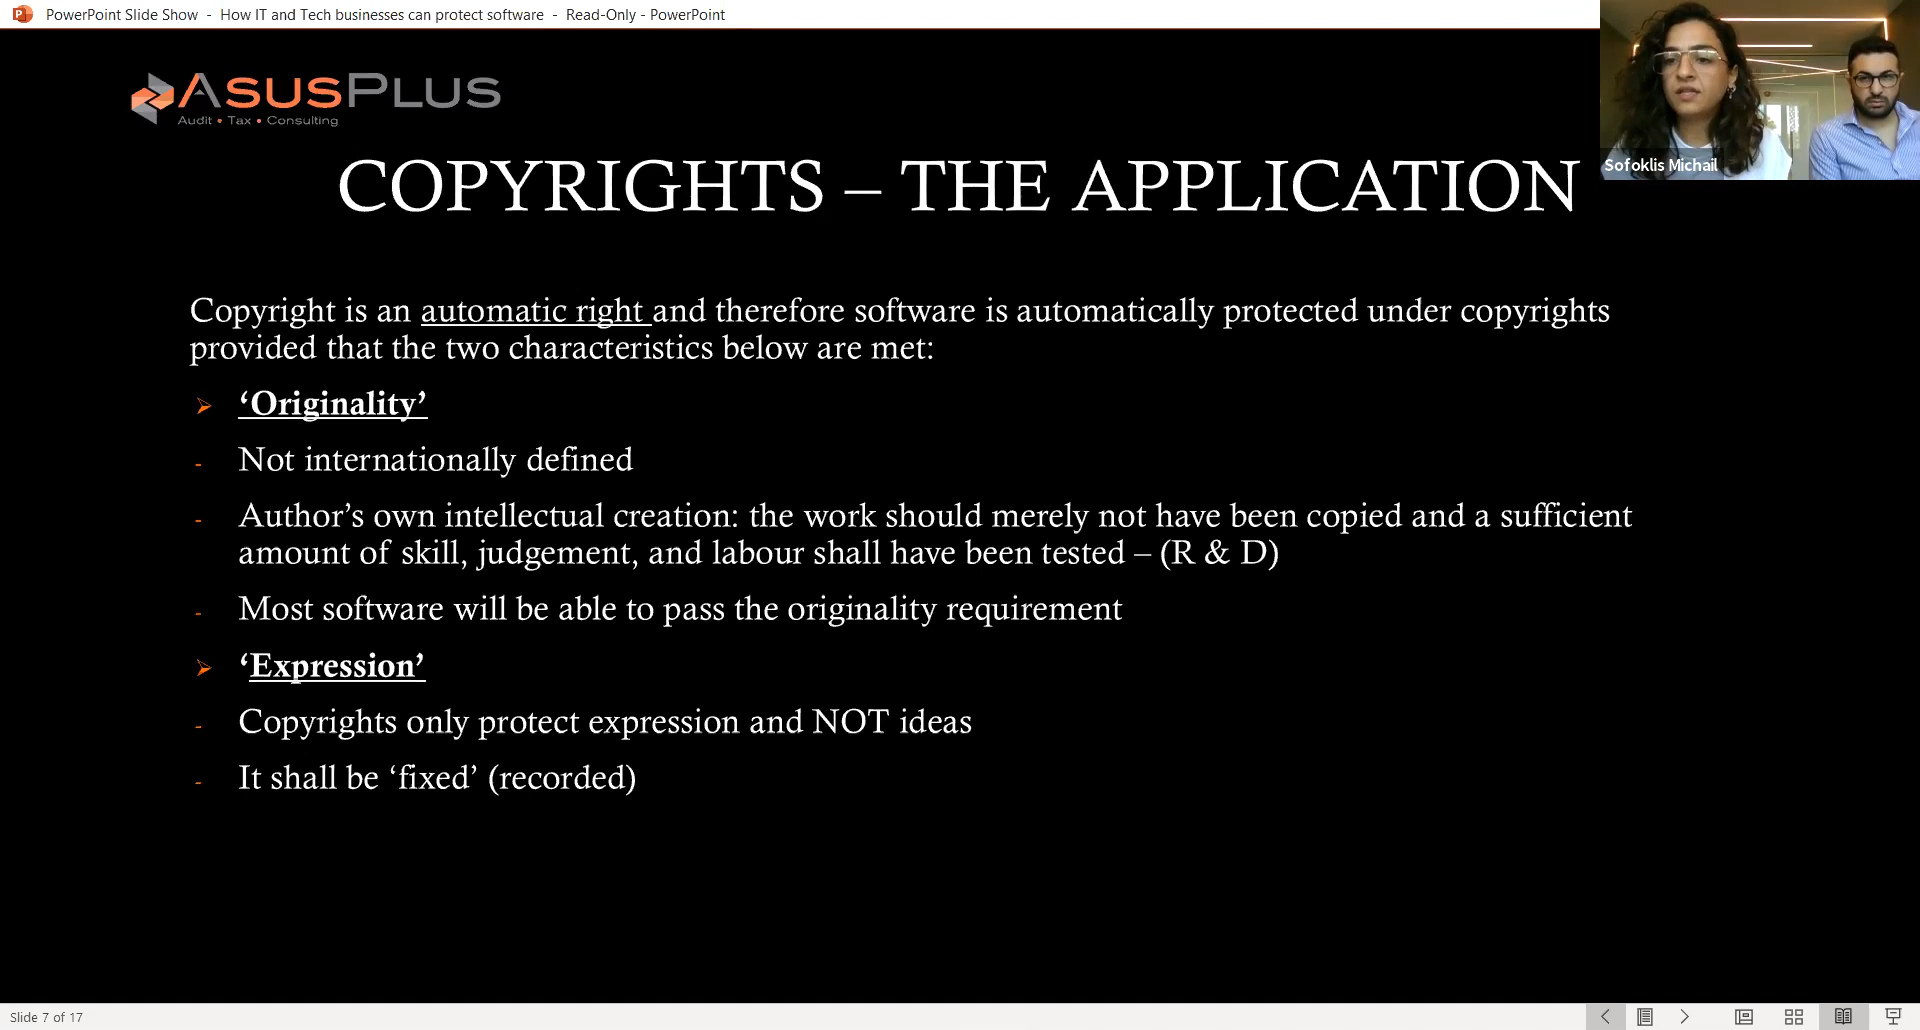 PowerPoint Slide Show - How IT and Tech businesses can protect software - Read-Only - PowerPoint
ASUSPLUS
Audit • Tax • Consulting
Sofoklis Michail
COPYRIGHTS – THE APPLICATION
Copyright is an automatic right and therefore software is automatically protected under copyrights
provided that the two characteristics below are met:
➢ ‘Originality’
- Not internationally defined
- Author’s own intellectual creation: the work should merely not have been copied and a sufficient
amount of skill, judgement, and labour shall have been tested – (R & D)
- Most software will be able to pass the originality requirement
➢ ‘Expression’
- Copyrights only protect expression and NOT ideas
- It shall be ‘fixed’ (recorded)
Slide 7 of 17